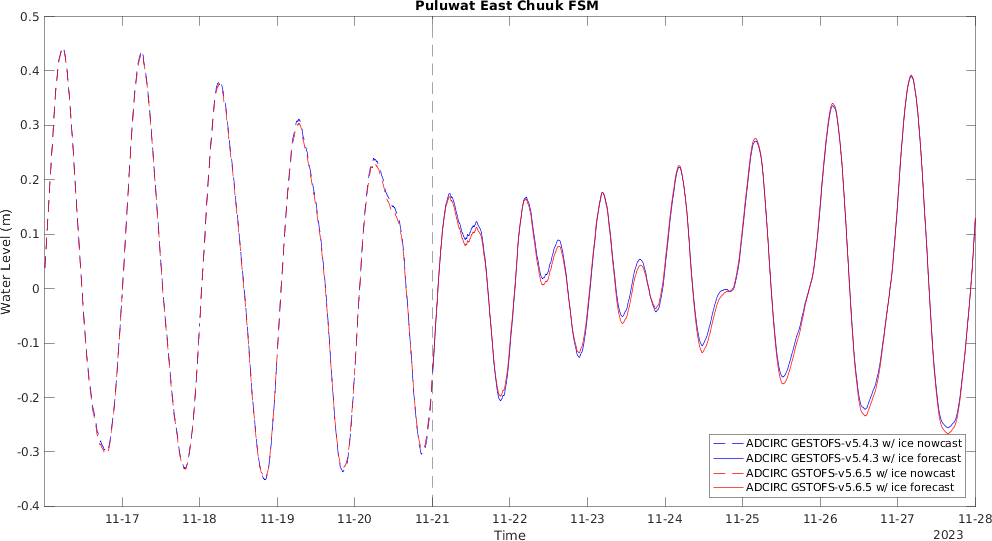 Puluwat East Chuuk FSM
0.5
0.4
0.3
0.2
0.1
0
-0.1
-0.2
-0.3
-0.4
Water Level (m)
ADCIRC GESTOFS-v5.4.3 w/ ice nowcast
ADCIRC GESTOFS-v5.4.3 w/ ice forecast
ADCIRC GSTOFS-v5.6.5 w/ ice nowcast
ADCIRC GSTOFS-v5.6.5 w/ ice forecast
11-17 11-18 11-19 11-20 11-21 11-22 11-23 11-24 11-25 11-26 11-27 11-28
Time
2023